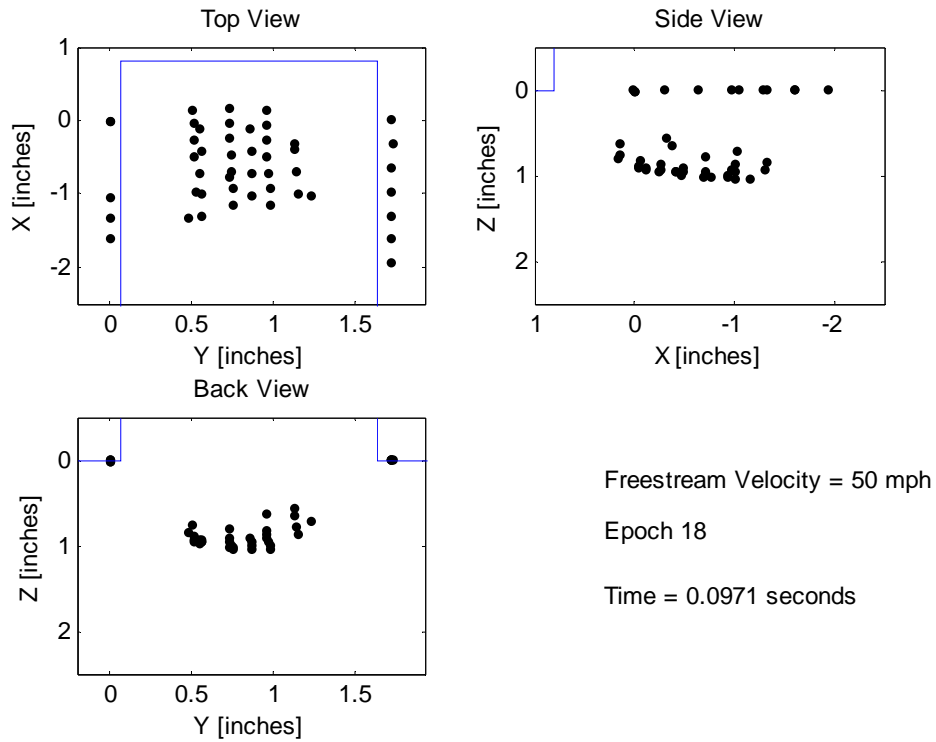 Top View
1
0
-1
-2
X [inches]
0
0.5
1
1.5
Y [inches]
Side View
0
1
2
Z [inches]
1
0
-1
-2
X [inches]
Back View
0
1
2
Z [inches]
0
0.5
1
1.5
Y [inches]
Freestream Velocity = 50 mph
Epoch 18
Time = 0.0971 seconds